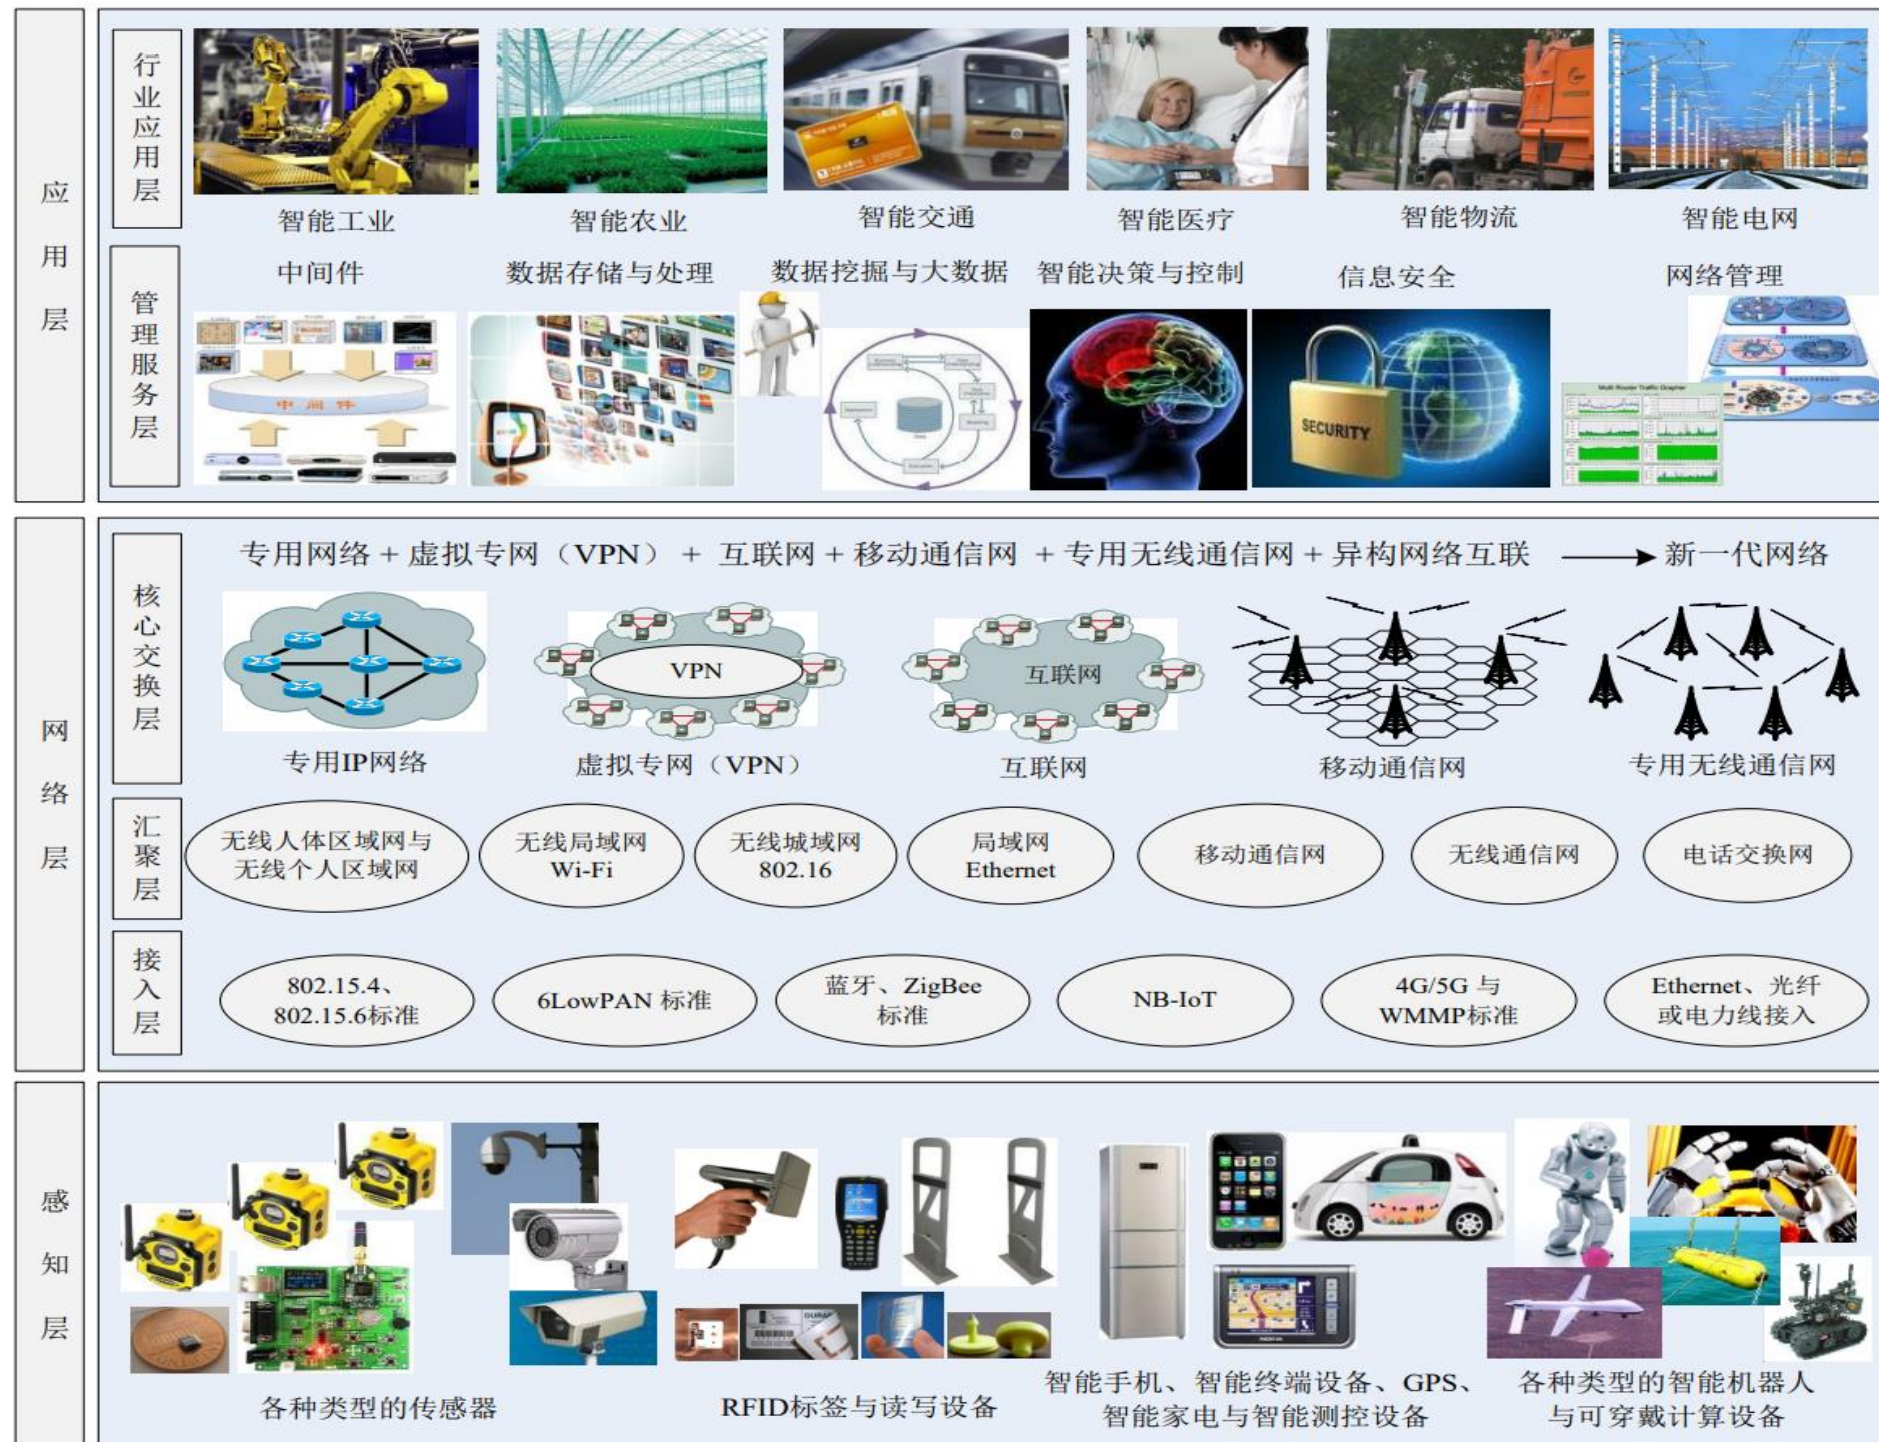 应用层
行业应用层
智能工业
智能农业
智能交通
智能医疗
智能物流
智能电网
管理服务层
中间件
数据存储与处理
数据挖掘与大数据
智能决策与控制
信息安全
网络管理
中间件
SECURITY
Multi Router Traffic Grapher
网络层
核心交换层
专用网络 + 虚拟专网（VPN） + 互联网 + 移动通信网 + 专用无线通信网 + 异构网络互联 新一代网络
VPN
互联网
专用IP网络
虚拟专网（VPN）
互联网
移动通信网
专用无线通信网
汇聚层
无线人体区域网与
无线个人区域网
无线局域网
Wi-Fi
无线城域网
802.16
局域网
Ethernet
移动通信网
无线通信网
电话交换网
接入层
802.15.4、
802.15.6标准
6LowPAN 标准
蓝牙、ZigBee
标准
NB-IoT
4G/5G 与
WMMP标准
Ethernet、光纤
或电力线接入
感知层
各种类型的传感器
RFID标签与读写设备
智能手机、智能终端设备、GPS、
智能家电与智能测控设备
各种类型的智能机器人
与可穿戴计算设备